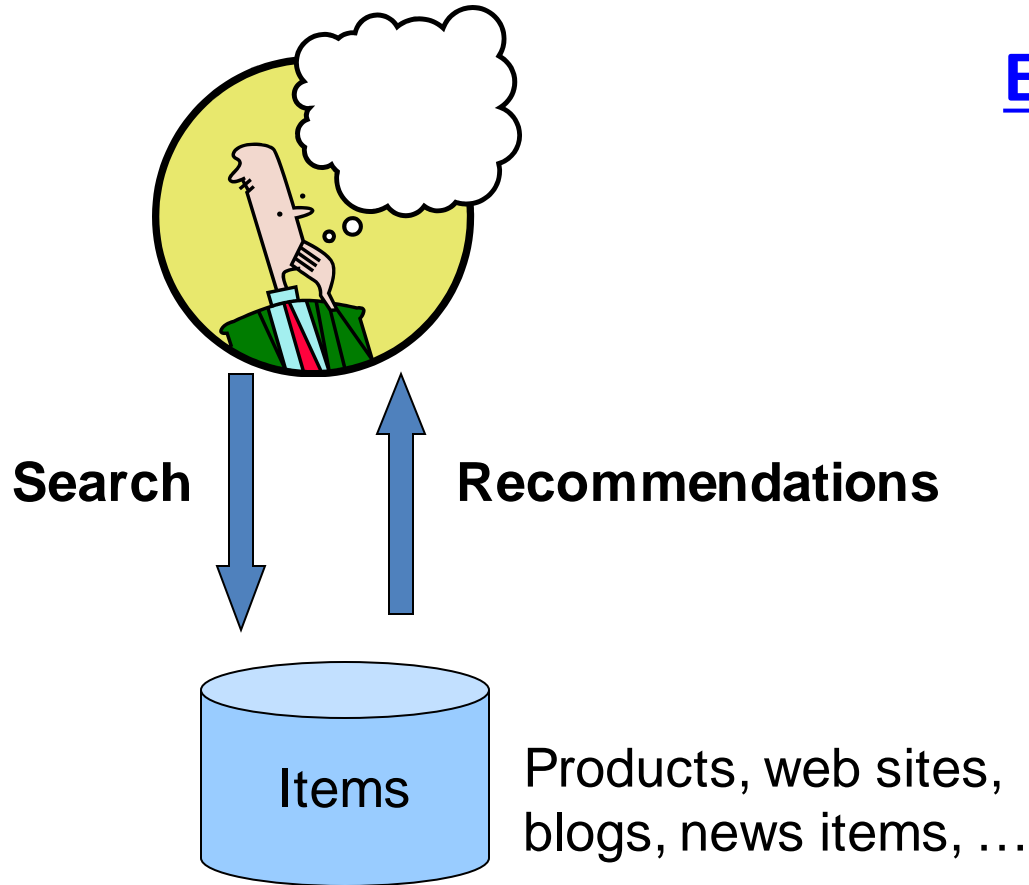 Search
Recommendations
Items
Products, web sites,
blogs, news items, …